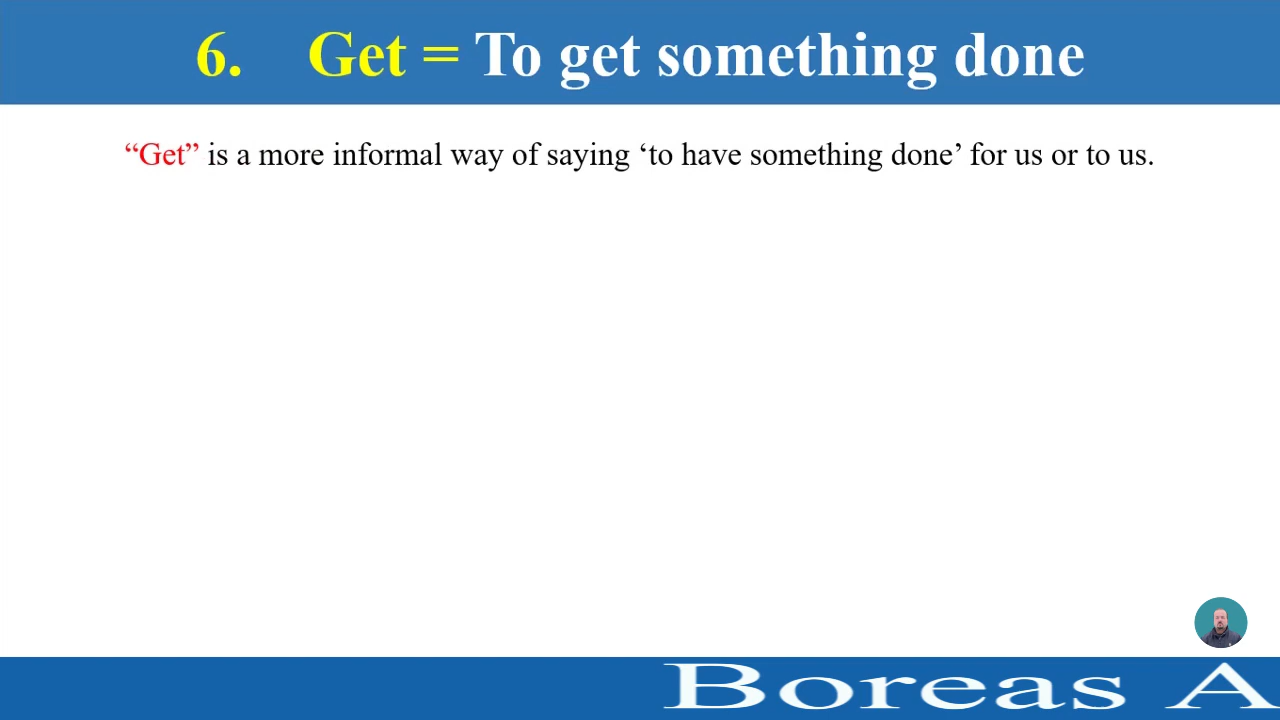 6. Get = To get something done
“Get” is a more informal way of saying ‘to have something done’ for us or to us.
Boreas A